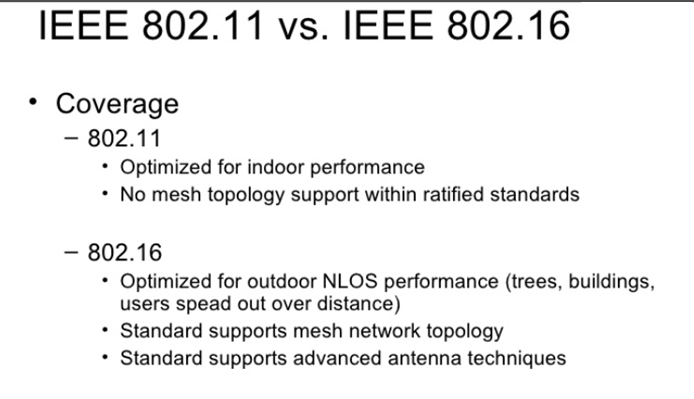 IEEE 802.11 vs. IEEE 802.16
• Coverage
– 802.11
• Optimized for indoor performance
• No mesh topology support within ratified standards
– 802.16
• Optimized for outdoor NLOS performance (trees, buildings,
users spead out over distance)
• Standard supports mesh network topology
• Standard supports advanced antenna techniques